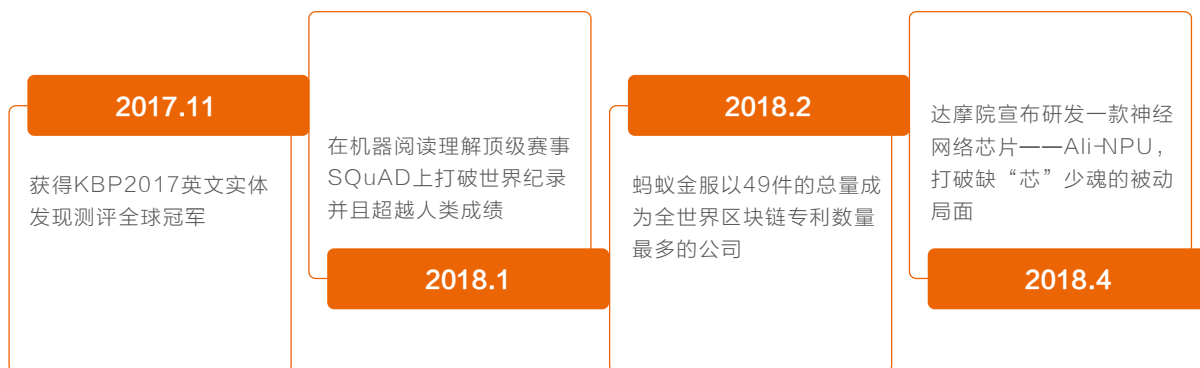 2017.11
获得KBP2017英文实体
发现测评全球冠军
在机器阅读理解顶级赛事
SQuAD上打破世界纪录
并且超越人类成绩
2018.1
2018.2
蚂蚁金服以49件的总量成
为全世界区块链专利数量
最多的公司
达摩院宣布研发一款神经
网络芯片——Ali-NPU，
打破缺“芯”少魂的被动
局面
2018.4